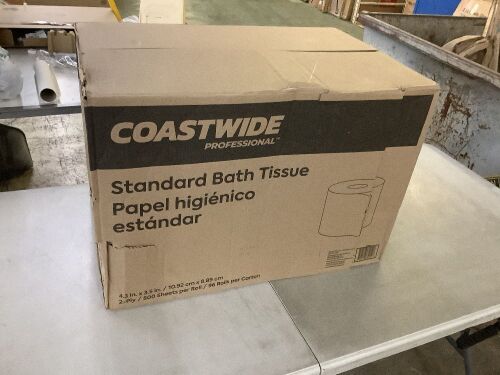 COASTWIDE
PROFESSIONAL™
Standard Bath Tissue
Papel higiénico
estándar
4.3 in. x 3.5 in. / 10.92 cm x 8.89 cm
2-Ply / 500 Sheets per Roll / 96 Rolls per Carton